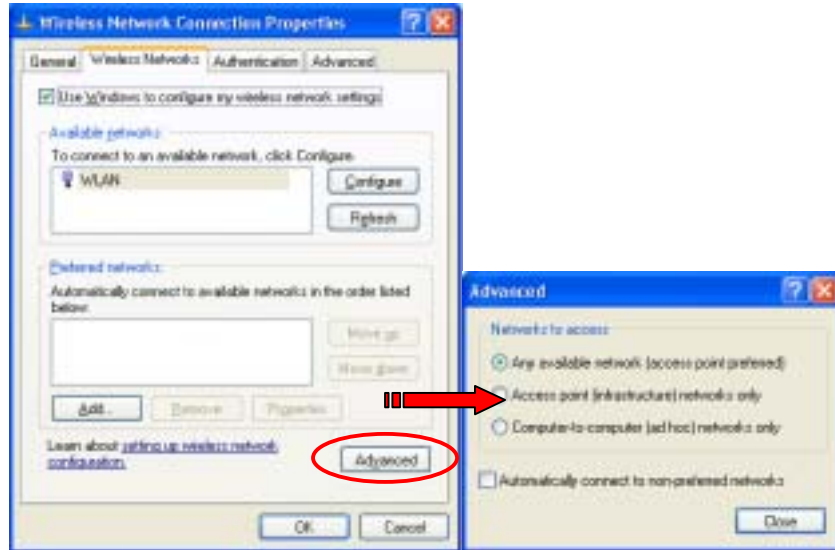 Wireless Network Connection Properties
General Wireless Networks Authentication Advanced
Use Windows to configure my wireless network settings
Available networks:
To connect to an available network, click Configure.
WLAN
Configure
Refresh
Preferred networks:
Automatically connect to available networks in the order listed
below:
Move up
Move down
Add... Remove Properties
Learn about setting up wireless network
configuration.
Advanced
OK Cancel
Advanced
Networks to access
Any available network (access point preferred)
Access point (infrastructure) networks only
Computer-to-computer (ad hoc) networks only
Automatically connect to non-preferred networks
Close